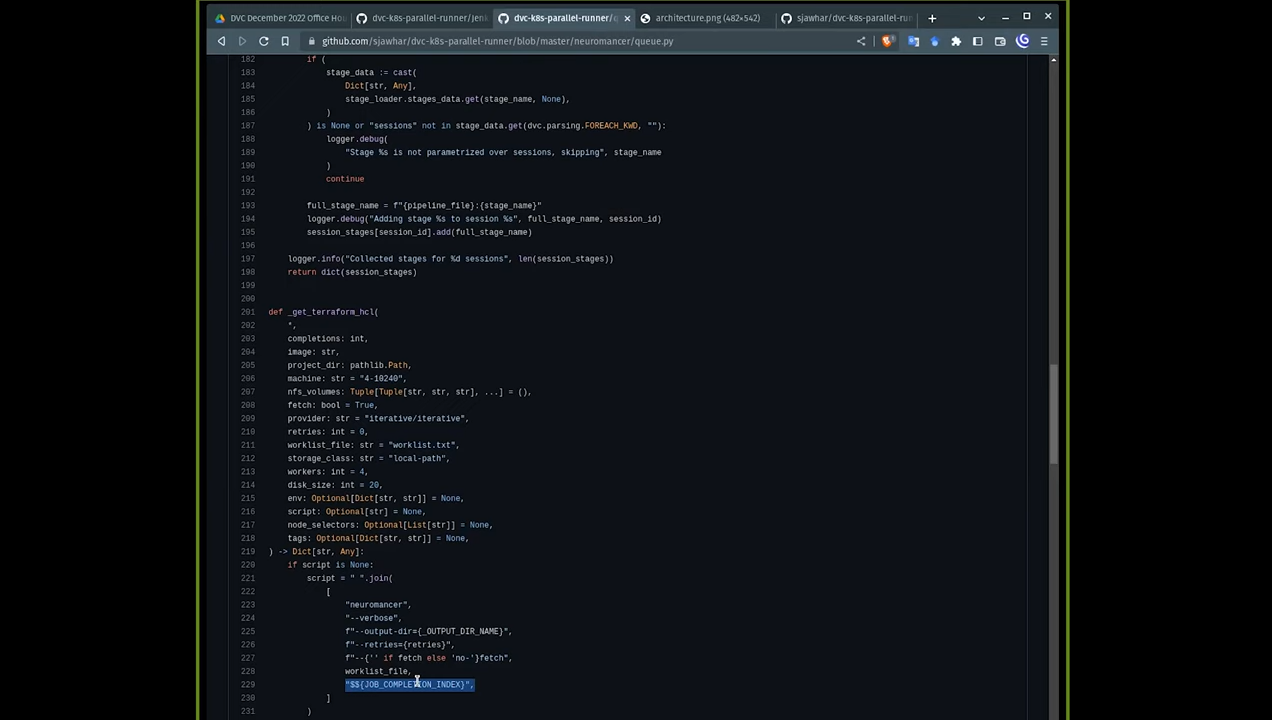 DVC December 2022 Office Hou
dvc-k8s-parallel-runner/Jenk
dvc-k8s-parallel-runner/q
architecture.png (482×542)
sjawhar/dvc-k8s-parallel-run
github.com/sjawhar/dvc-k8s-parallel-runner/blob/master/neuromancer/queue.py
182 if (
183 stage_data := cast(
184 Dict[str, Any],
185 stage_loader.stages_data.get(stage_name, None),
186 )
187 ) is None or "sessions" not in stage_data.get(dvc.parsing.FOREACH_KWD, ""):
188 logger.debug(
189 "Stage %s is not parametrized over sessions, skipping", stage_name
190 )
191 continue
192
193 full_stage_name = f"{pipeline_file}:{stage_name}"
194 logger.debug("Adding stage %s to session %s", full_stage_name, session_id)
195 session_stages[session_id].add(full_stage_name)
196
197 logger.info("Collected stages for %d sessions", len(session_stages))
198 return dict(session_stages)
199
200
201 def _get_terraform_hcl(
202 *,
203 completions: int,
204 image: str,
205 project_dir: pathlib.Path,
206 machine: str = "4-10240",
207 nfs_volumes: Tuple[Tuple[str, str, str], ...] = (),
208 fetch: bool = True,
209 provider: str = "iterative/iterative",
210 retries: int = 0,
211 worklist_file: str = "worklist.txt",
212 storage_class: str = "local-path",
213 workers: int = 4,
214 disk_size: int = 20,
215 env: Optional[Dict[str, str]] = None,
216 script: Optional[str] = None,
217 node_selectors: Optional[List[str]] = None,
218 tags: Optional[Dict[str, str]] = None,
219 ) -> Dict[str, Any]:
220 if script is None:
221 script = " ".join(
222 [
223 "neuromancer",
224 "--verbose",
225 f"--output-dir={_OUTPUT_DIR_NAME}",
226 f"--retries={retries}",
227 f"--{'' if fetch else 'no-'}fetch",
228 worklist_file,
229 "$${JOB_COMPLETION_INDEX}",
230 ]
231 )